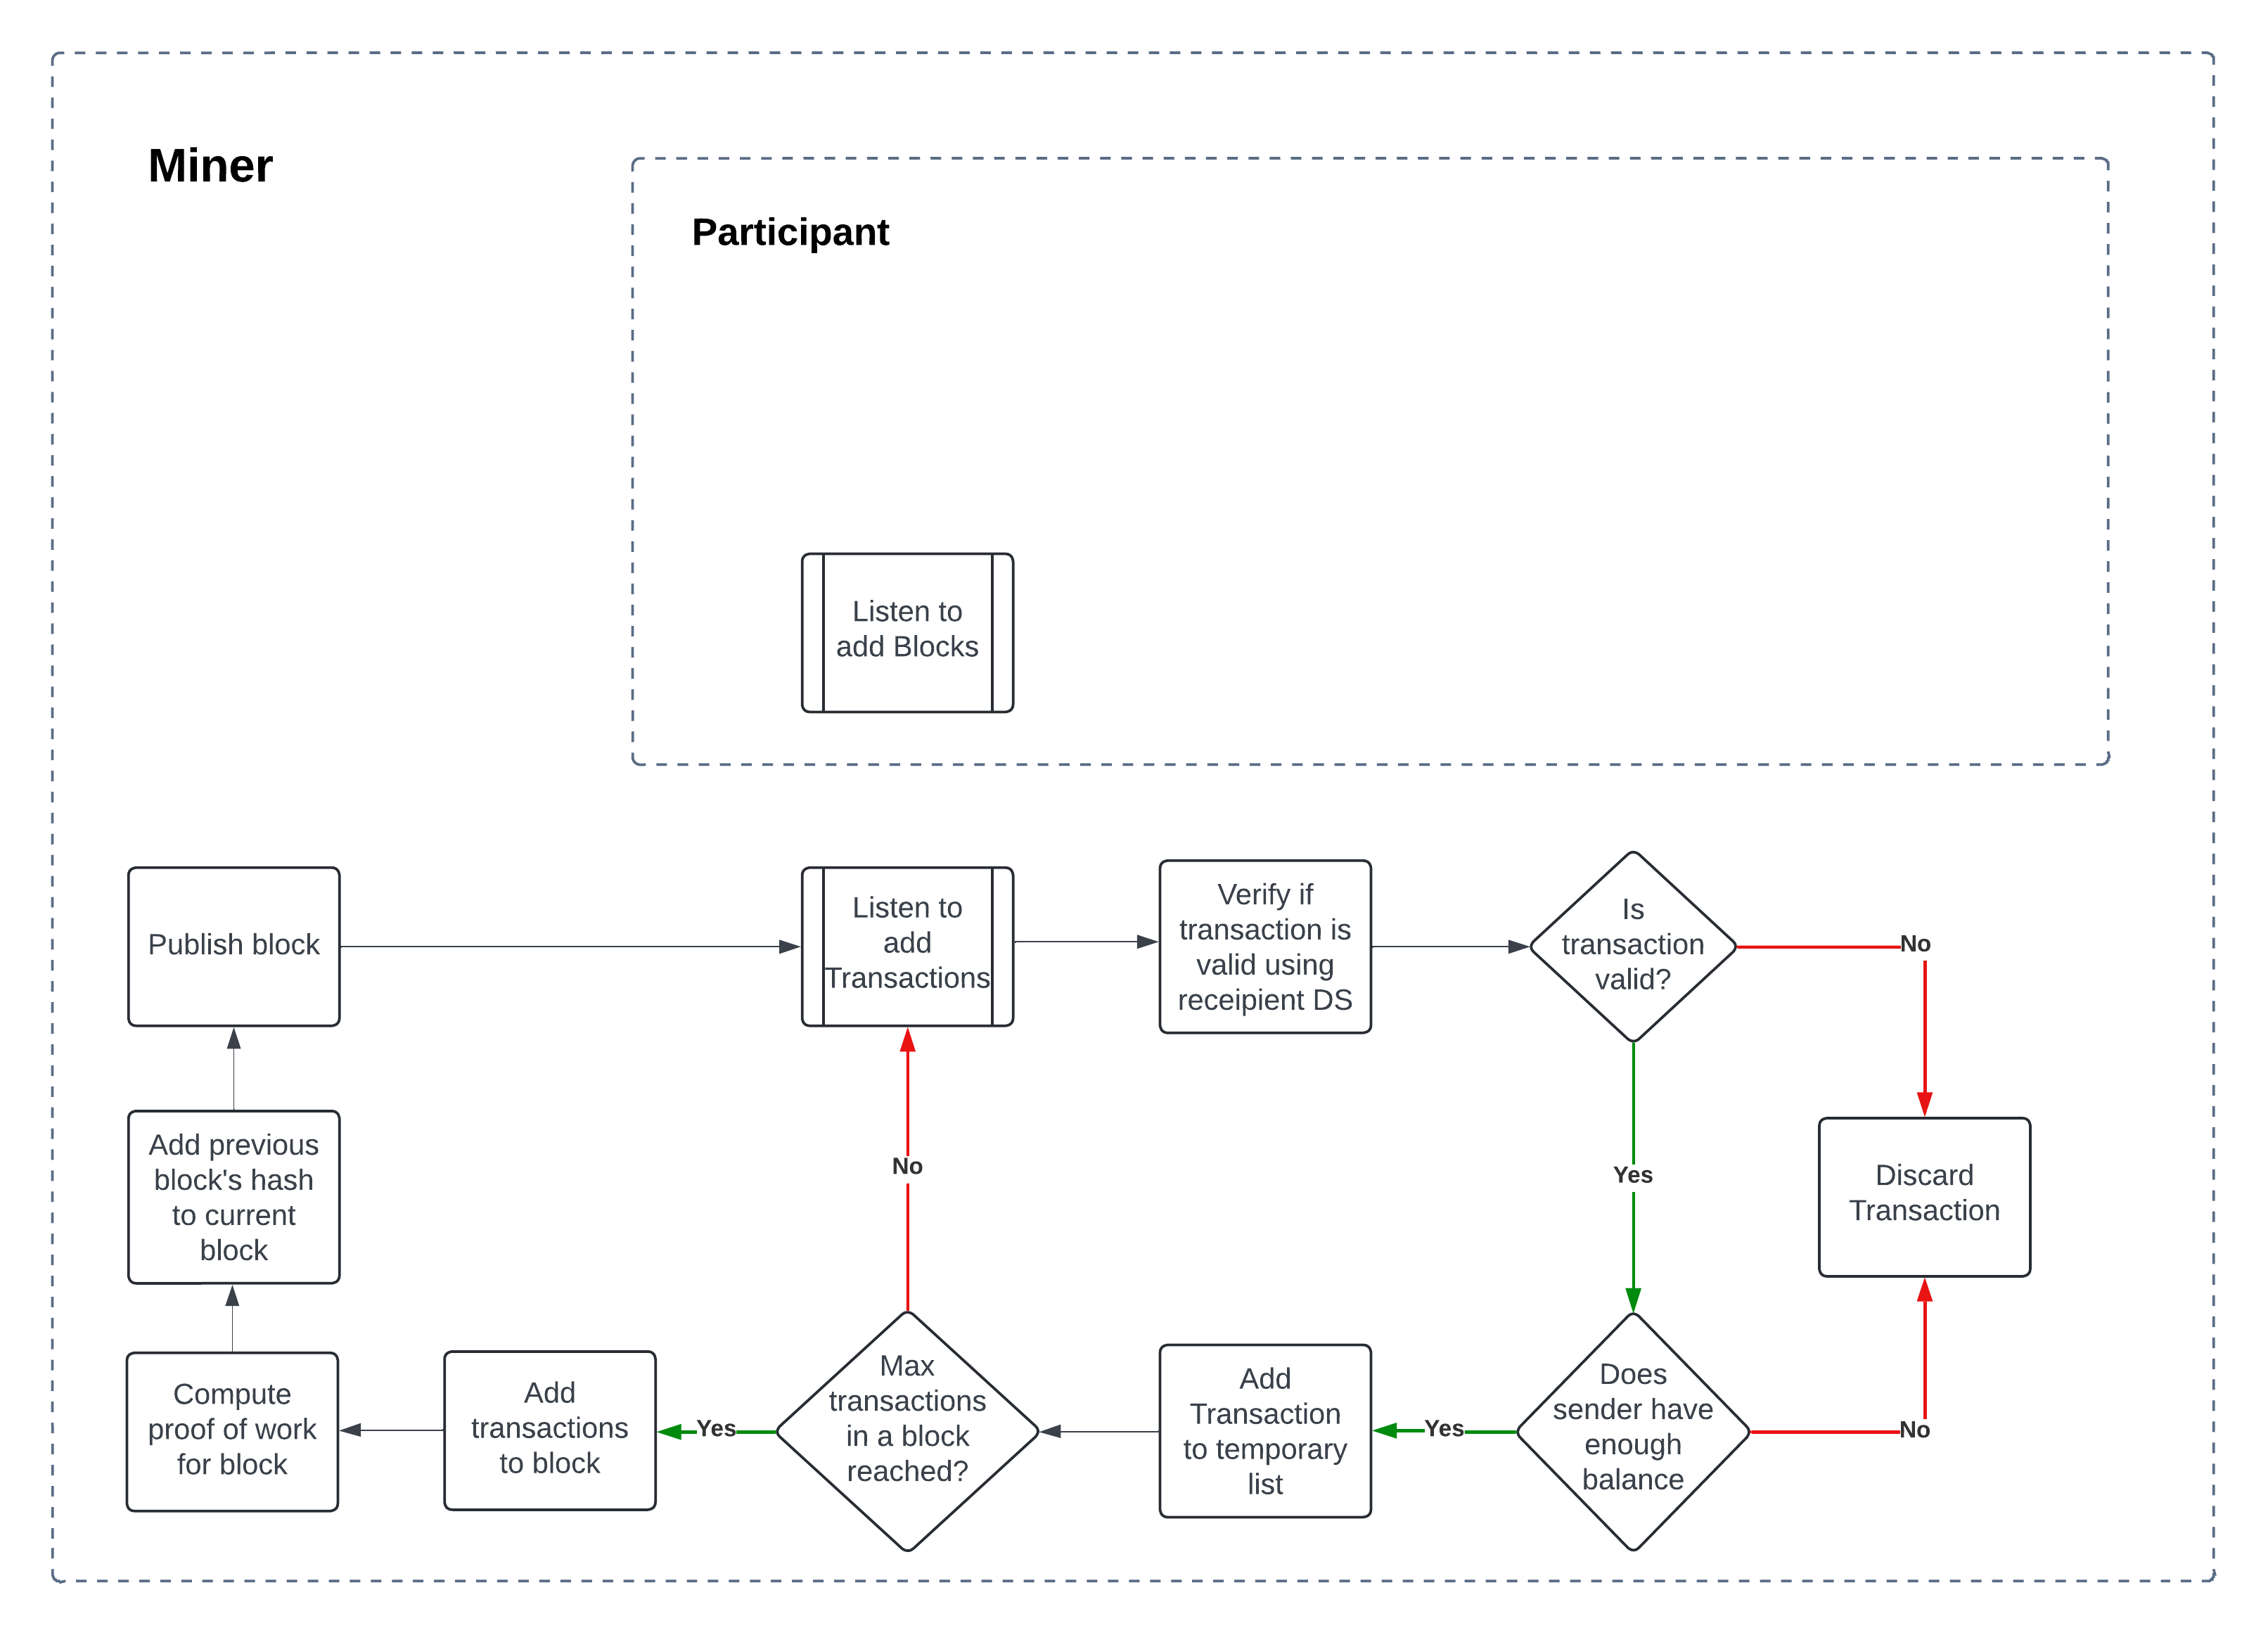 Miner
Participant
Listen to
add Blocks
Publish block
Listen to
add
Transactions
Verify if
transaction is
valid using
receipient DS
Is
transaction
valid?
No
Add previous
block's hash
to current
block
No
Yes
Discard
Transaction
Compute
proof of work
for block
Add
transactions
to block
Yes
Max
transactions
in a block
reached?
Add
Transaction
to temporary
list
Yes
Does
sender have
enough
balance
No